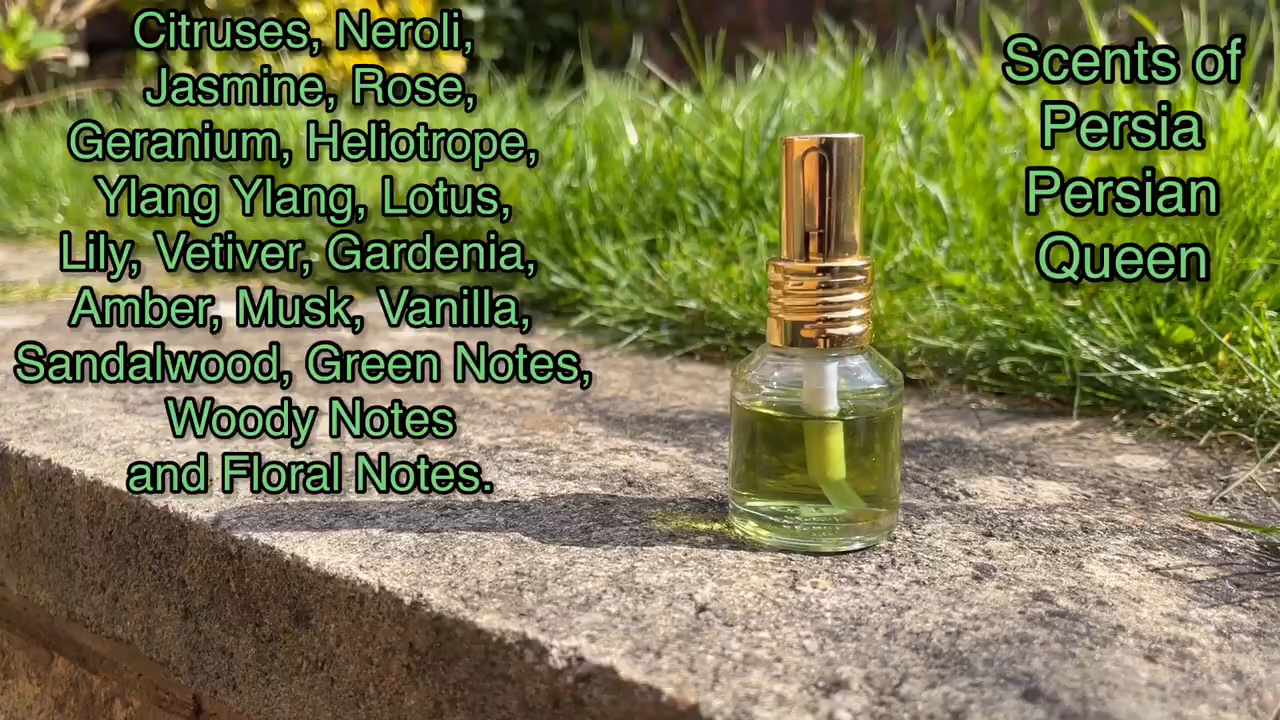 Citruses, Neroli,
Jasmine, Rose,
Geranium, Heliotrope,
Ylang Ylang, Lotus,
Lily, Vetiver, Gardenia,
Amber, Musk, Vanilla,
Sandalwood, Green Notes,
Woody Notes
and Floral Notes.
Scents of
Persia
Persian
Queen